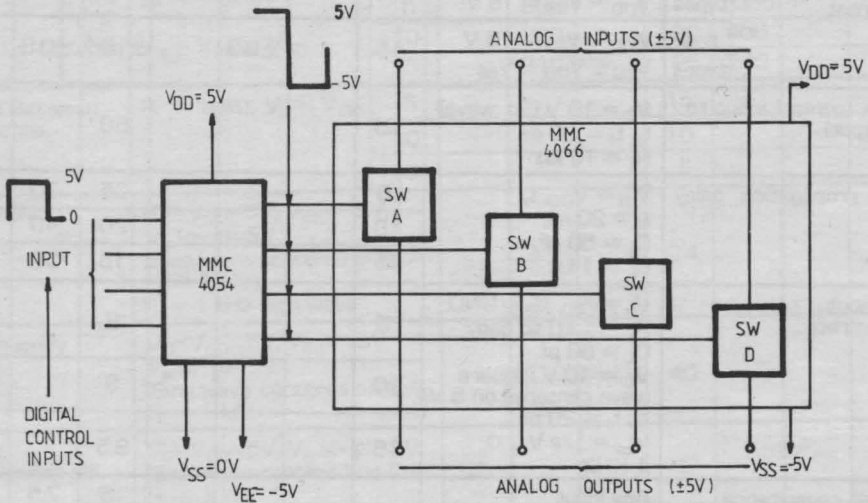 5V
-5V
ANALOG INPUTS (±5V)
VDD= 5V
VDD= 5V
MMC
4066
5V
0
INPUT
MMC
4054
SW
A
SW
B
SW
C
SW
D
DIGITAL
CONTROL
INPUTS
VSS=0V
VEE=-5V
VSS=-5V
ANALOG OUTPUTS (±5V)